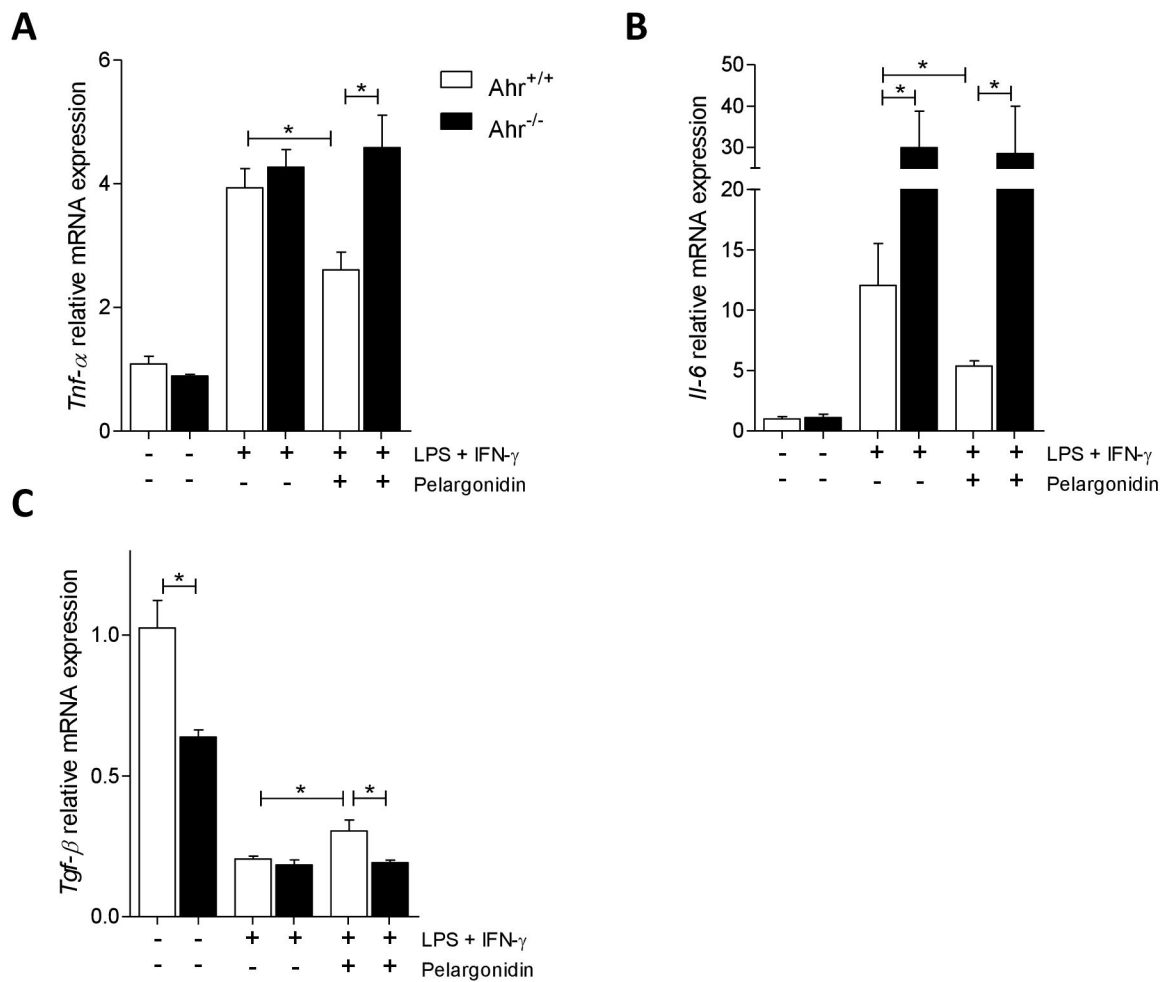 A
Tnf-α relative mRNA expression
6
4
2
0
Ahr+/+
Ahr-/-
*
*
- - + + + + LPS + IFN-γ
- - - - + + Pelargonidin
B
Il-6 relative mRNA expression
50
40
30
20
15
10
5
0
*
*
*
- - + + + + LPS + IFN-γ
- - - - + + Pelargonidin
C
Tgf-β relative mRNA expression
1.0
0.5
0.0
*
*
*
- - + + + + LPS + IFN-γ
- - - - + + Pelargonidin